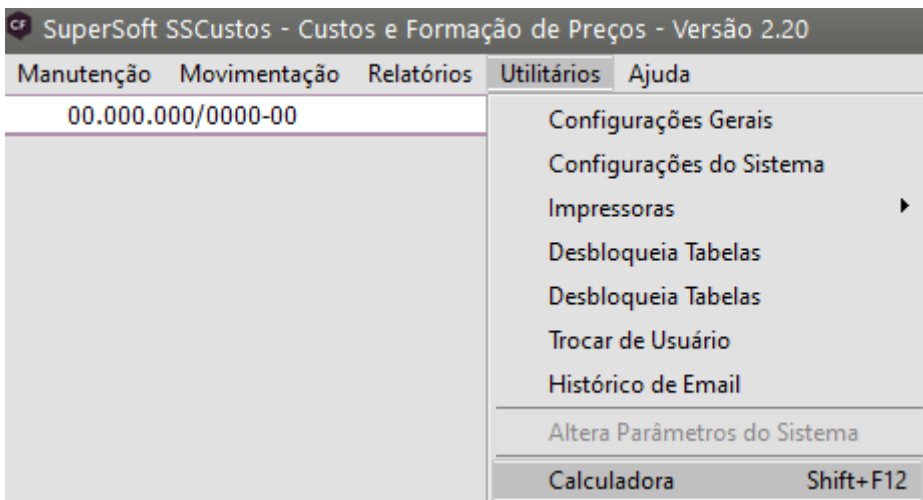 CF SuperSoft SSCustos - Custos e Formação de Preços - Versão 2.20
Manutenção Movimentação Relatórios Utilitários Ajuda
00.000.000/0000-00
Configurações Gerais
Configurações do Sistema
Impressoras
Desbloqueia Tabelas
Desbloqueia Tabelas
Trocar de Usuário
Histórico de Email
Altera Parâmetros do Sistema
Calculadora Shift+F12